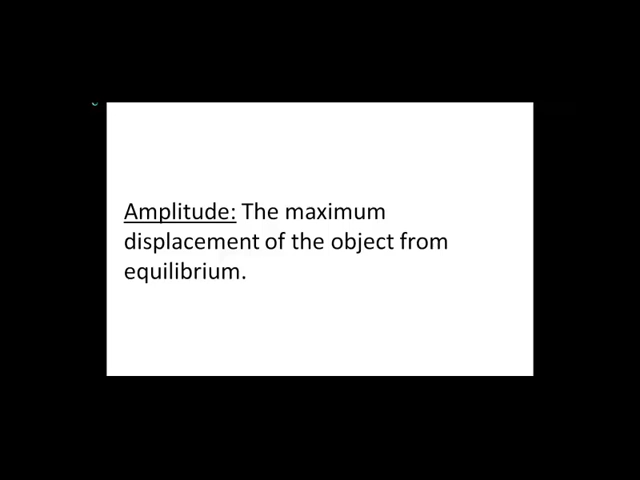 Amplitude: The maximum
displacement of the object from
equilibrium.